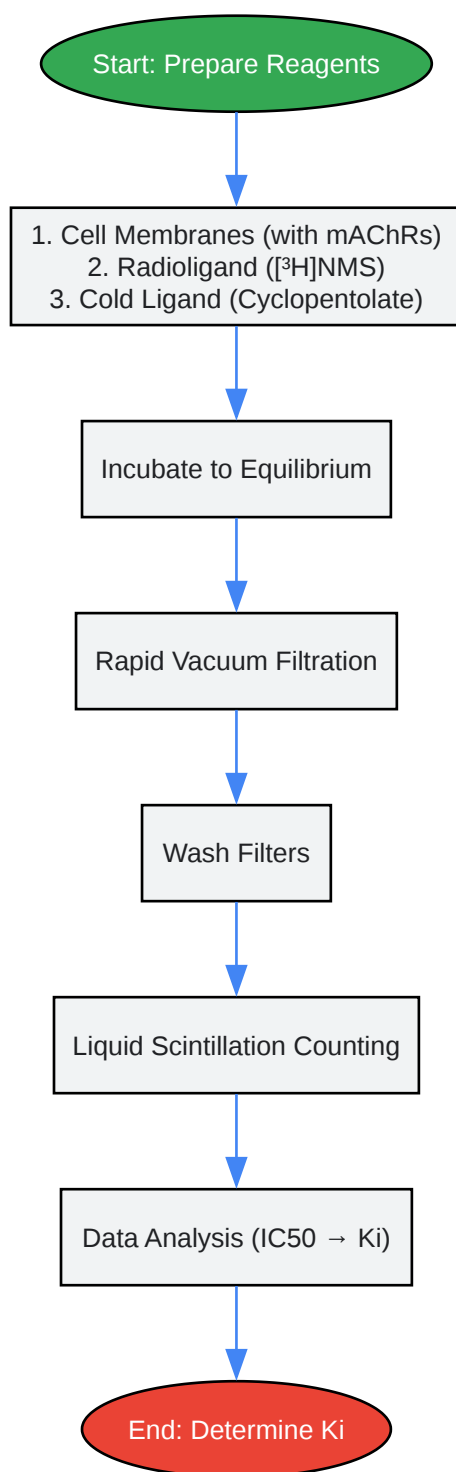 Start: Prepare Reagents
1. Cell Membranes (with mAChRs)
2. Radioligand ([³H]NMS)
3. Cold Ligand (Cyclopentolate)
Incubate to Equilibrium
Rapid Vacuum Filtration
Wash Filters
Liquid Scintillation Counting
Data Analysis (IC50 → Ki)
End: Determine Ki